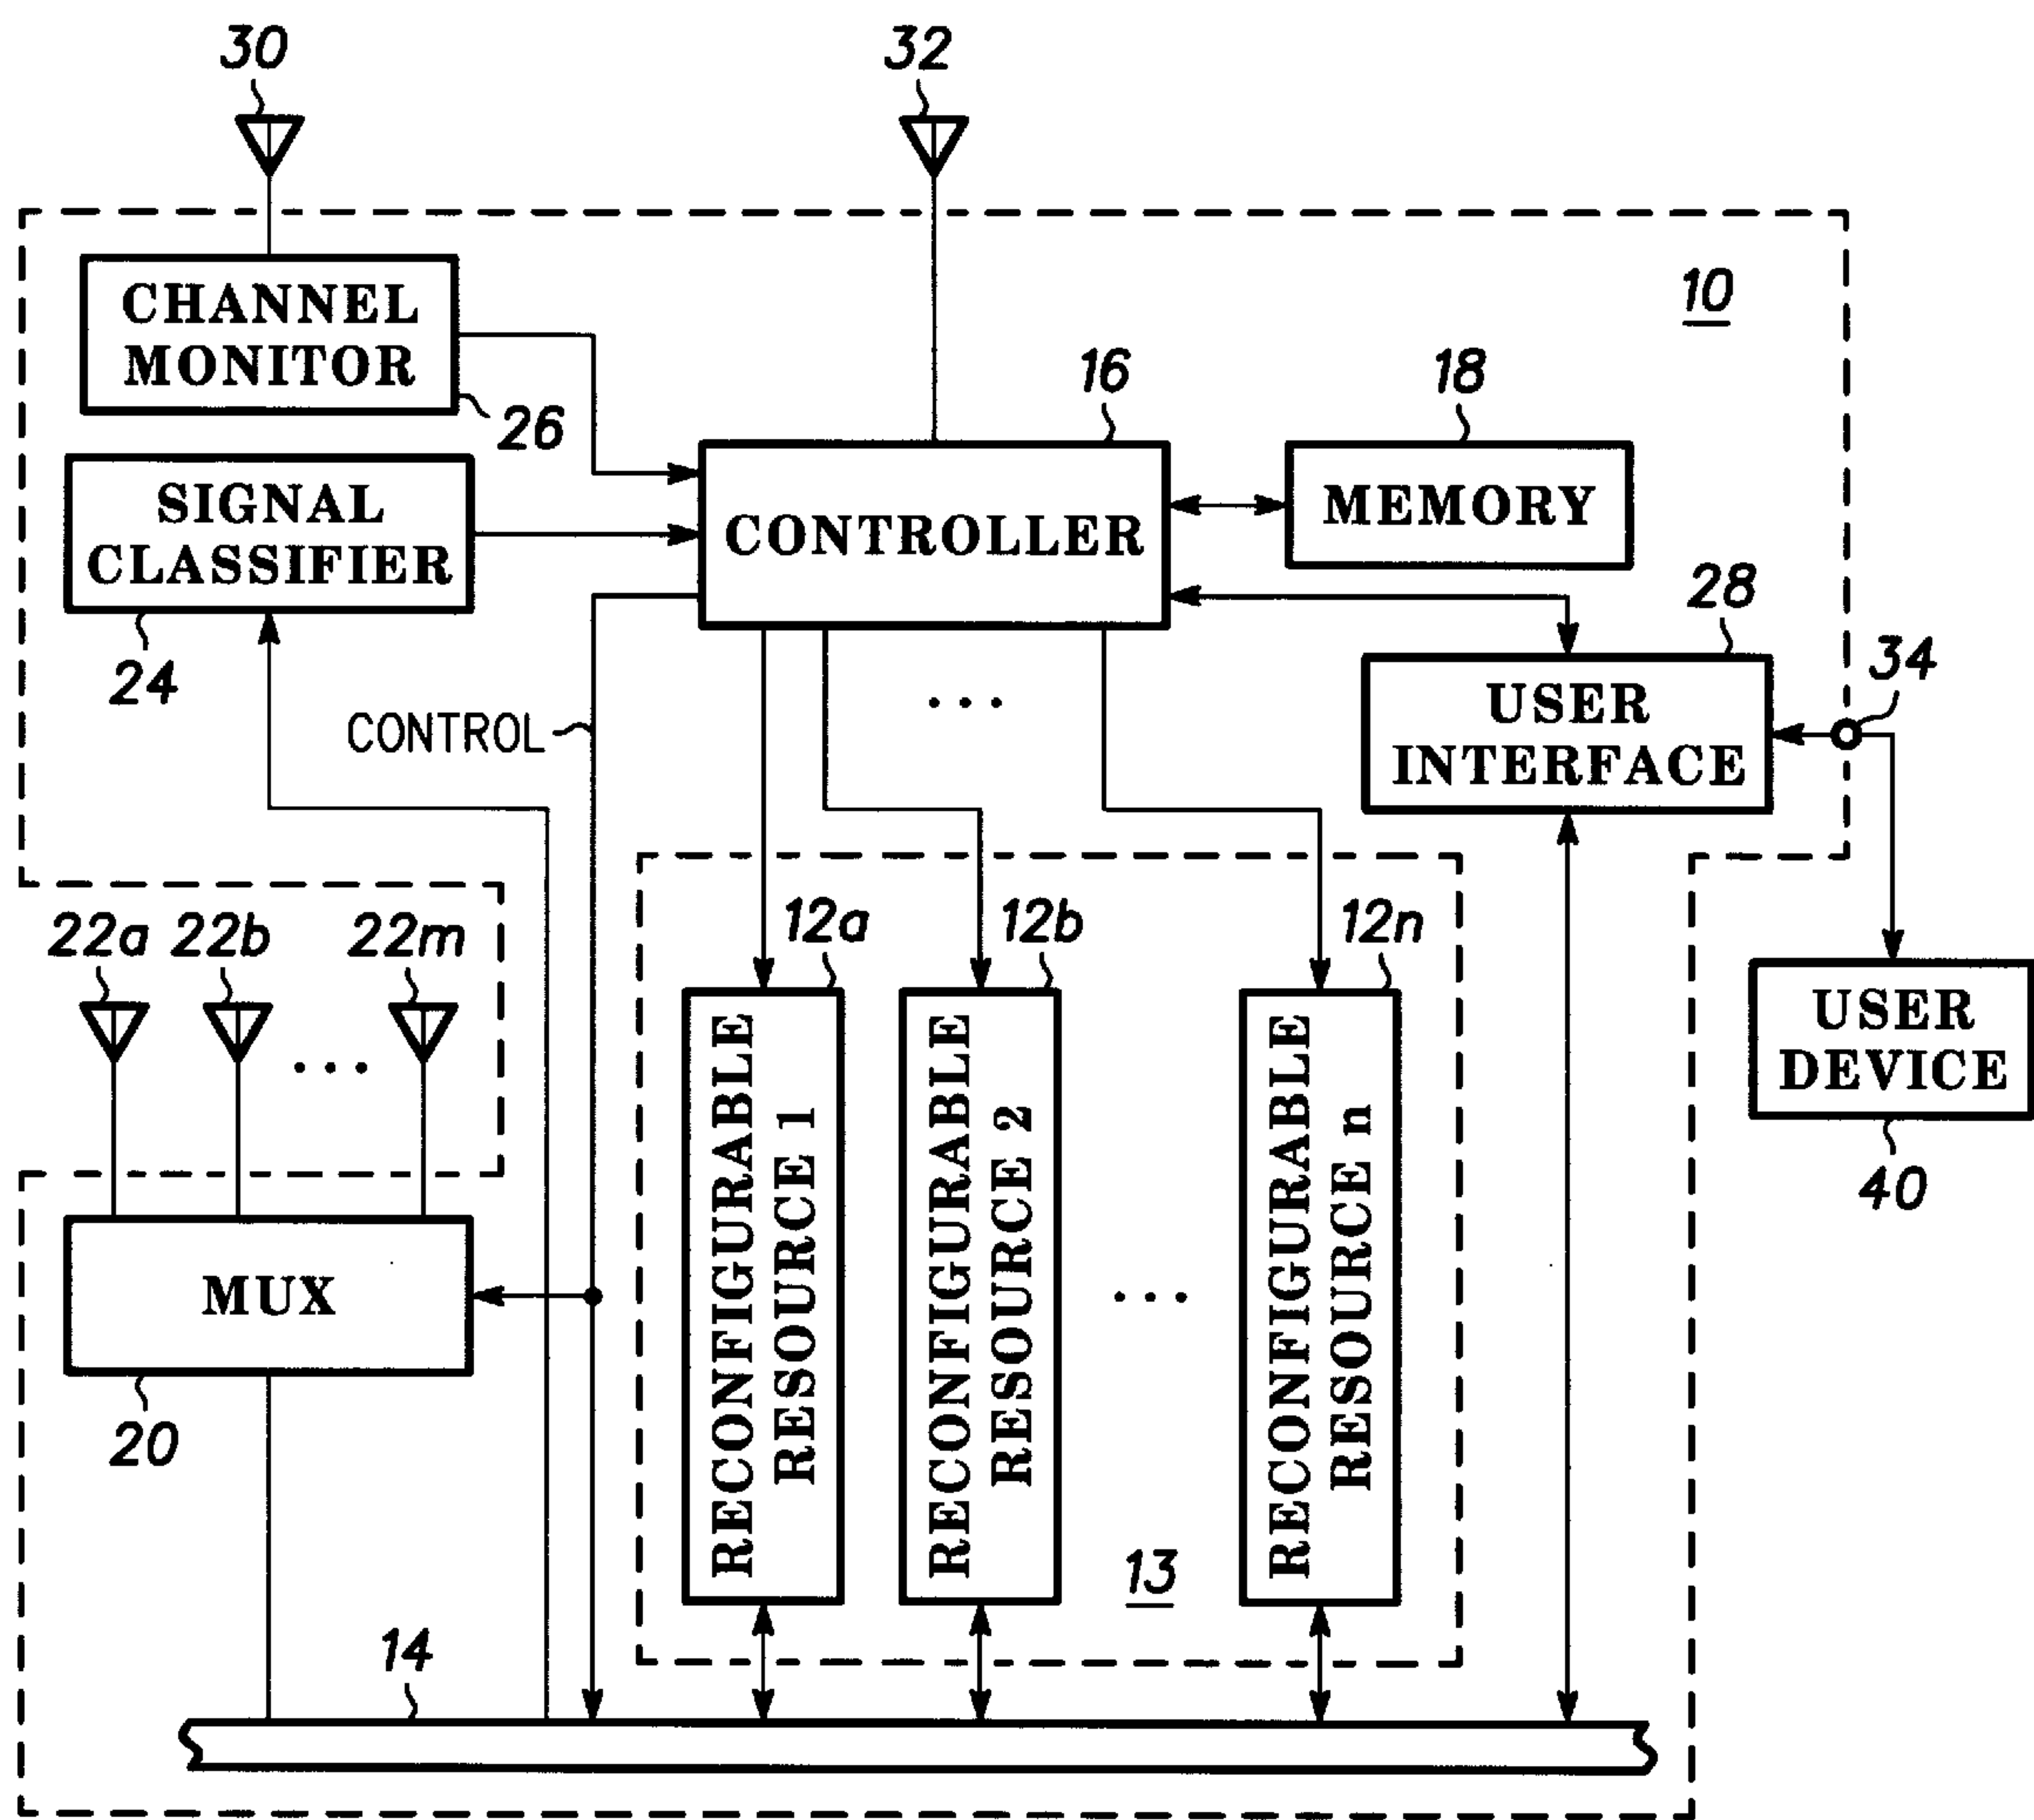 30
32
10
CHANNEL
MONITOR
26
16
18
SIGNAL
CLASSIFIER
24
CONTROLLER
MEMORY
28
34
USER
INTERFACE
CONTROL
...
22a 22b 22m
...
12a 12b 12n
RECONFIGURABLE
RESOURCE 1
RECONFIGURABLE
RESOURCE 2
...
RECONFIGURABLE
RESOURCE n
USER
DEVICE
40
MUX
20
13
14